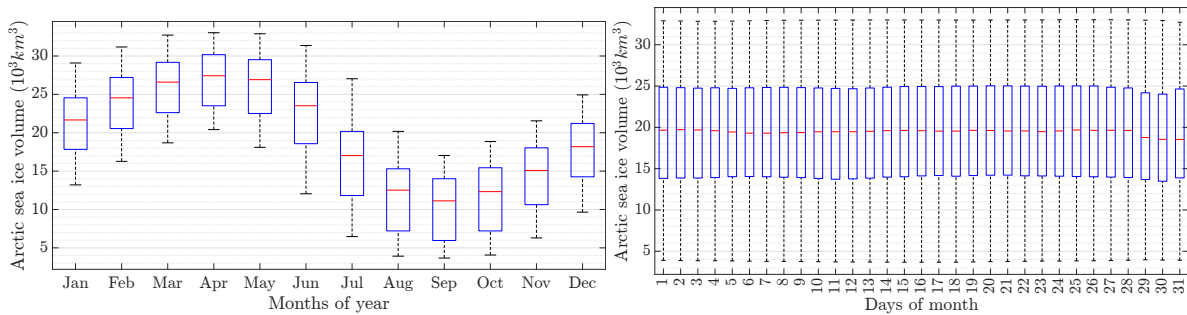 Arctic sea ice volume (10³km³)
30
25
20
15
10
5
Jan Feb Mar Apr May Jun Jul Aug Sep Oct Nov Dec
Months of year
Arctic sea ice volume (10³km³)
30
25
20
15
10
5
1 2 3 4 5 6 7 8 9 10 11 12 13 14 15 16 17 18 19 20 21 22 23 24 25 26 27 28 29 30 31
Days of month